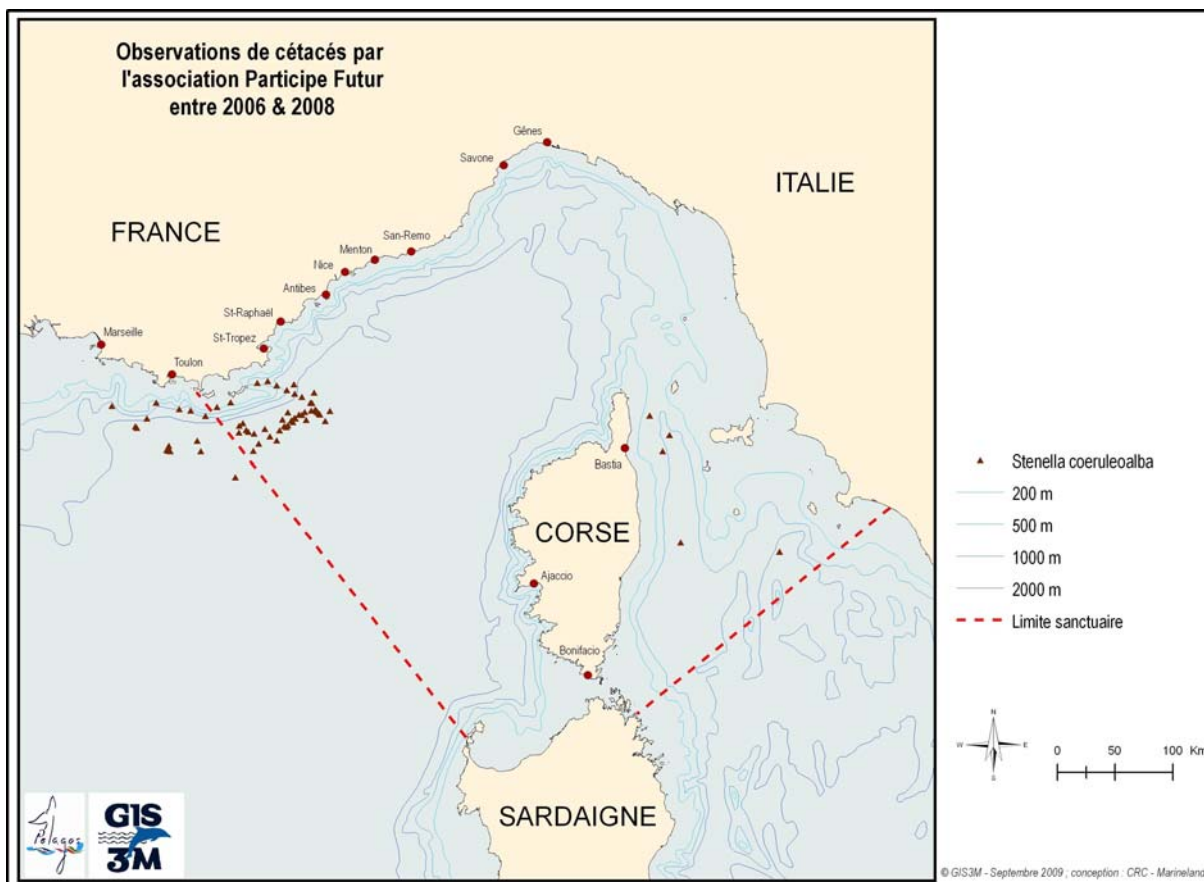 Observations de cétacés par
l'association Participe Futur
entre 2006 & 2008
Gênes
Savone
ITALIE
FRANCE
San-Remo
Menton
Nice
Antibes
St-Raphaël
St-Tropez
Marseille
Toulon
Bastia
CORSE
Ajaccio
Bonifacio
SARDAIGNE
Pelagos
GIS
3M
Stenella coeruleoalba
200 m
500 m
1000 m
2000 m
Limite sanctuaire
N
W
E
S
0 50 100 Km
© GIS3M - Septembre 2009 ; conception : CRC - Marineland